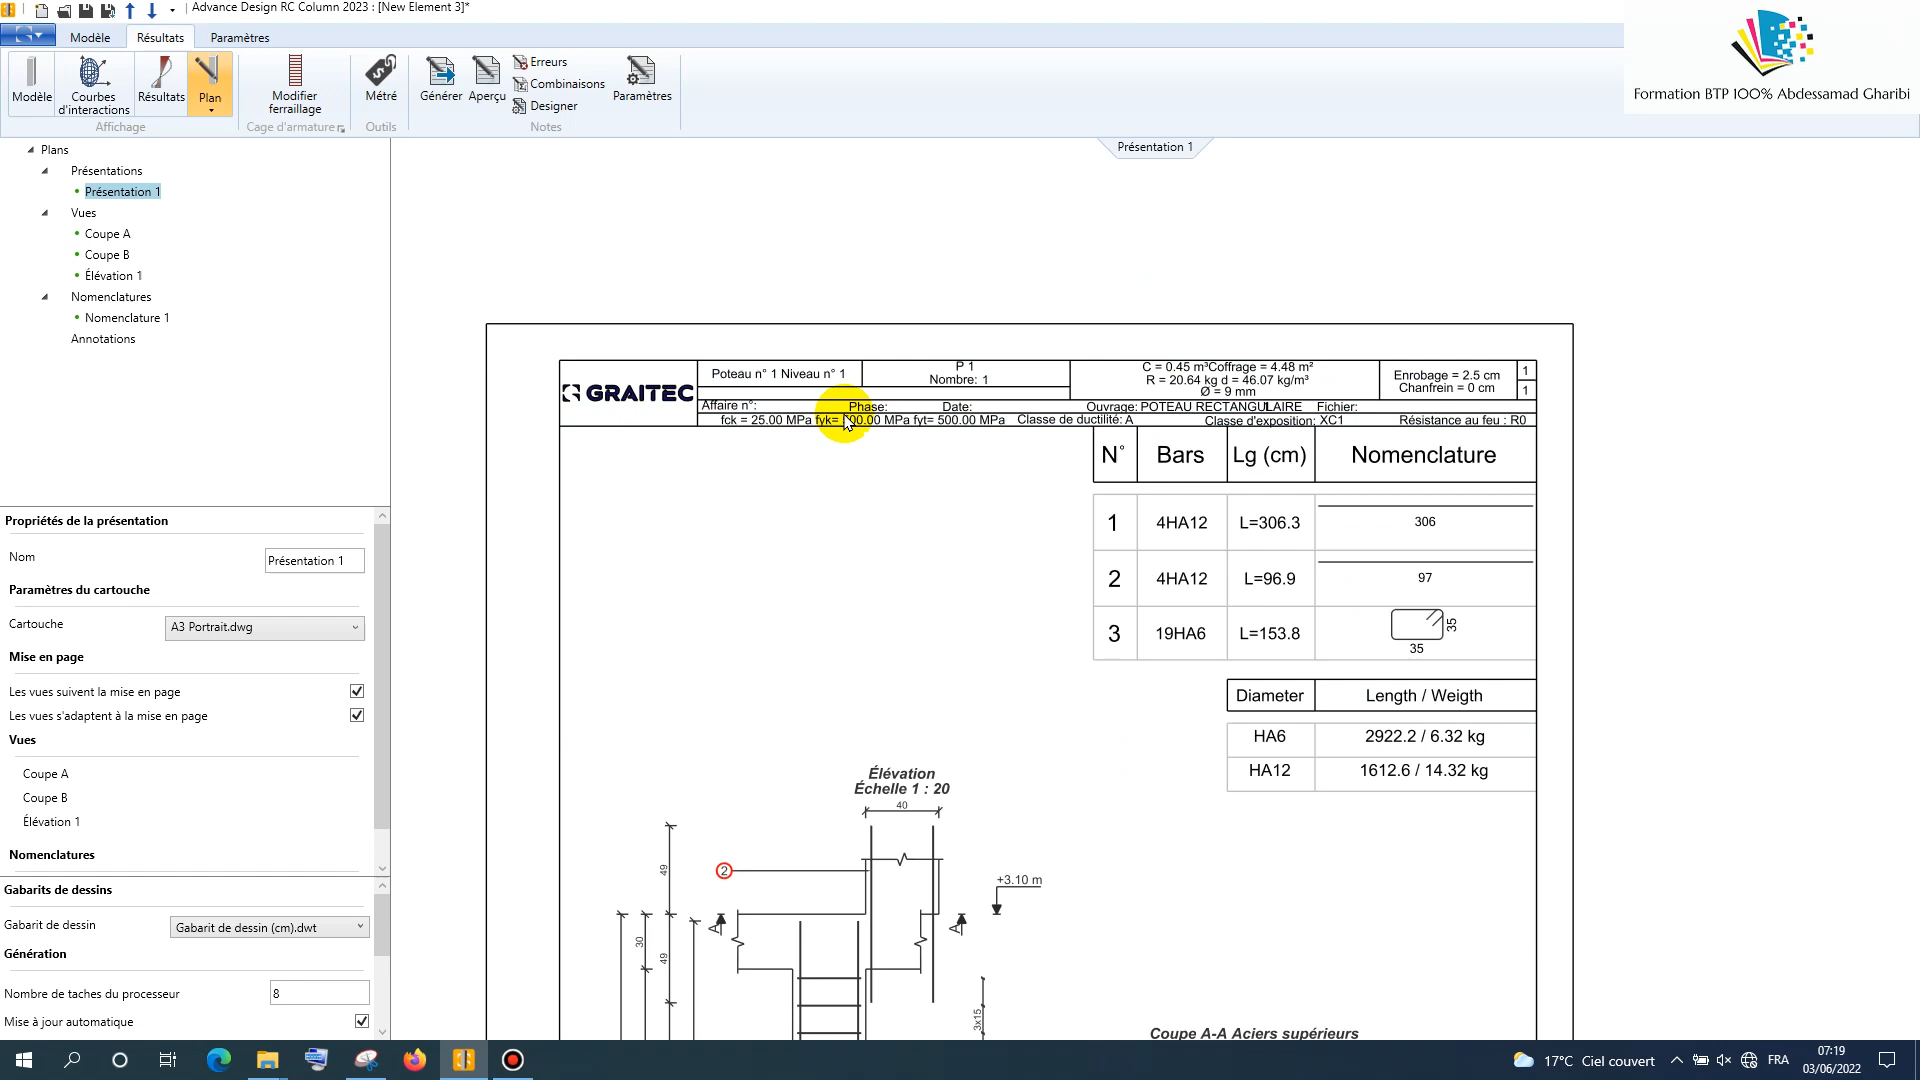 Advance Design RC Column 2023 : [New Element 3]*
Modèle
Résultats
Paramètres
Modèle
Courbes
d'interactions
Résultats
Plan
Affichage
Modifier
ferraillage
Cage d'armature
Métré
Outils
Générer
Aperçu
Erreurs
Combinaisons
Designer
Paramètres
Notes
Formation BTP 100% Abdessamad Gharibi
Plans
Présentations
Présentation 1
Vues
Coupe A
Coupe B
Élévation 1
Nomenclatures
Nomenclature 1
Annotations
Propriétés de la présentation
Nom
Présentation 1
Paramètres du cartouche
Cartouche
A3 Portrait.dwg
Mise en page
Les vues suivent la mise en page
Les vues s'adaptent à la mise en page
Vues
Coupe A
Coupe B
Élévation 1
Nomenclatures
Gabarits de dessins
Gabarit de dessin
Gabarit de dessin (cm).dwt
Génération
Nombre de taches du processeur
8
Mise à jour automatique
Présentation 1
GRAITEC
Poteau n° 1 Niveau n° 1
P 1
Nombre: 1
C = 0.45 m³Coffrage = 4.48 m²
R = 20.64 kg d = 46.07 kg/m³
Ø = 9 mm
Enrobage = 2.5 cm
Chanfrein = 0 cm
1
1
Affaire n°:
Phase:
Date:
Ouvrage: POTEAU RECTANGULAIRE
Fichier:
fck = 25.00 MPa fyk= 00.00 MPa fyt= 500.00 MPa
Classe de ductilité: A
Classe d'exposition: XC1
Résistance au feu : R0
N° Bars Lg (cm) Nomenclature
1 4HA12 L=306.3 306
2 4HA12 L=96.9 97
3 19HA6 L=153.8 35
35
Diameter Length / Weigth
HA6 2922.2 / 6.32 kg
HA12 1612.6 / 14.32 kg
Élévation
Échelle 1 : 20
40
49
2
+3.10 m
A
A
30
49
3x15
Coupe A-A Aciers supérieurs
17°C Ciel couvert
FRA
07:19
03/06/2022